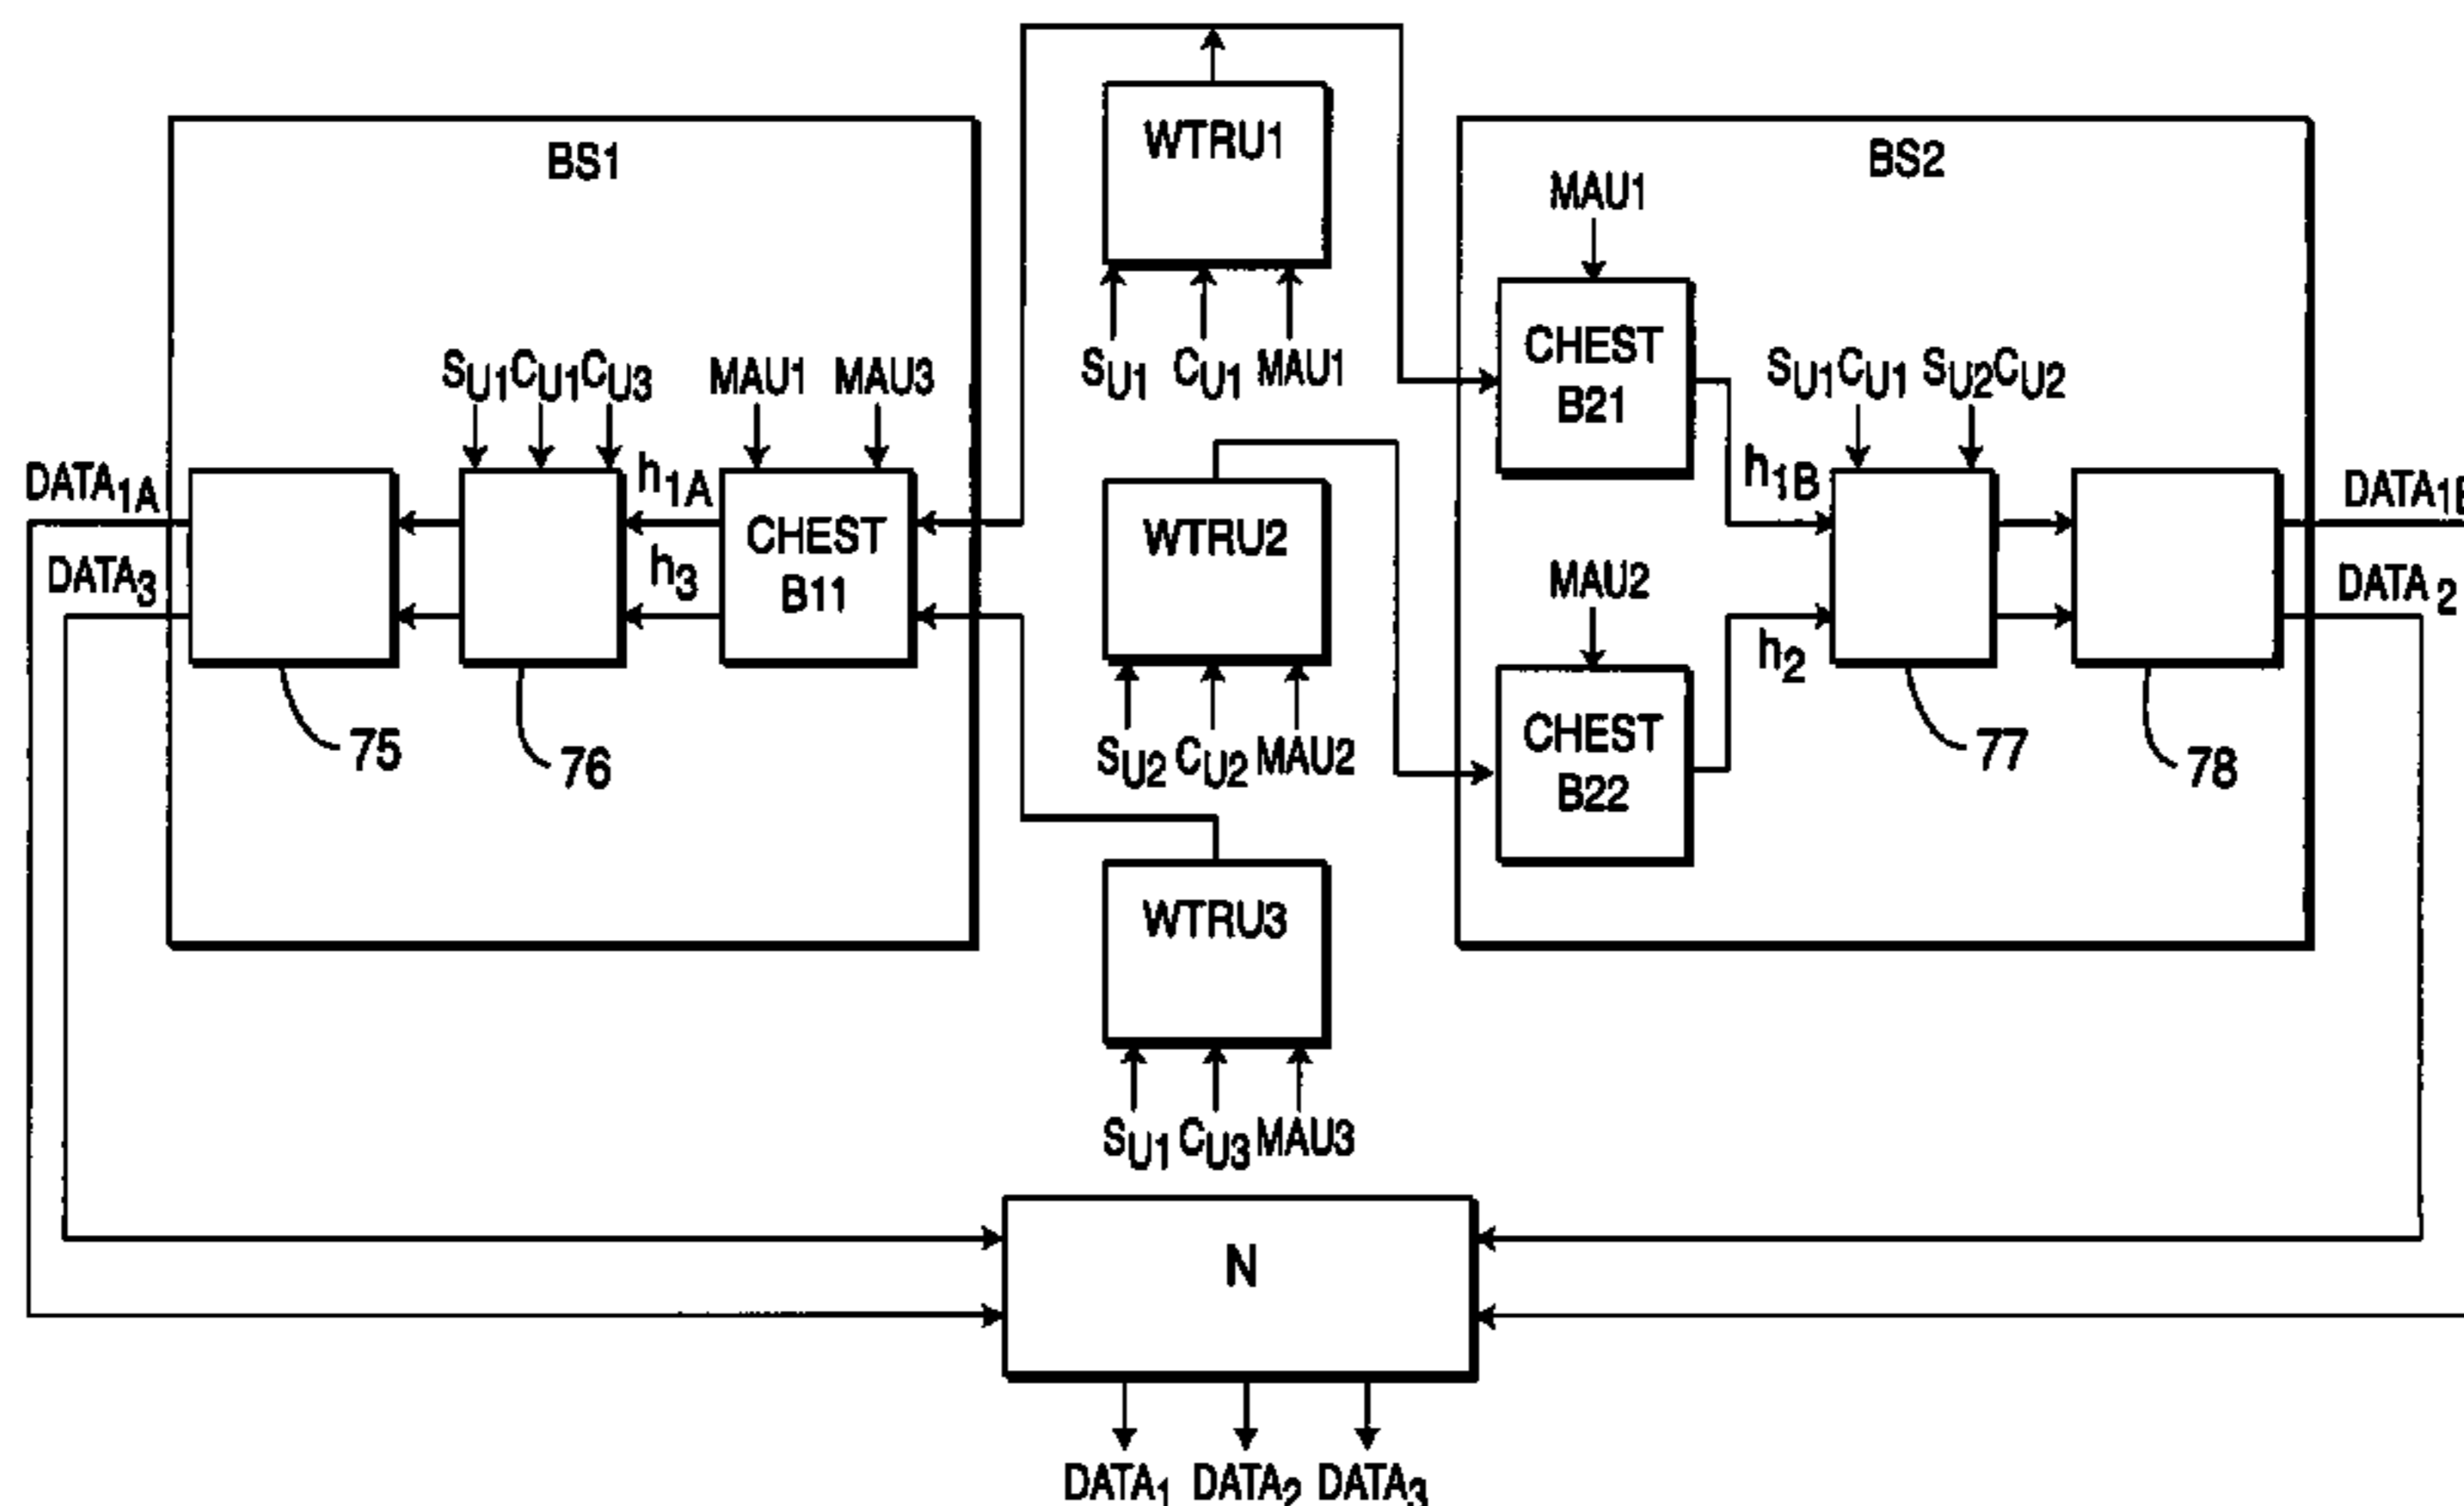 BS1
WTRU1
BS2
MAU1
SU1 CU1 MAU1
CHEST
B21
SU1CU1CU3
MAU1 MAU3
SU1CU1 SU2CU2
DATA1A
h1A
CHEST
B11
h3
DATA3
WTRU2
h1B
DATA1B
MAU2
DATA2
h2
75
76
SU2 CU2 MAU2
CHEST
B22
77
78
WTRU3
SU1 CU3 MAU3
N
DATA1 DATA2 DATA3